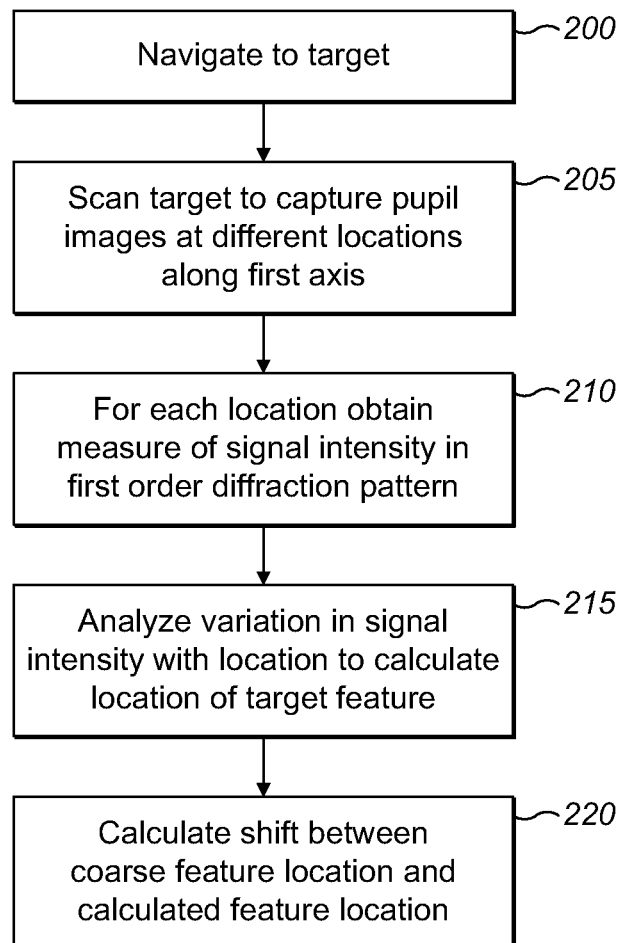 200
Navigate to target
205
Scan target to capture pupil
images at different locations
along first axis
210
For each location obtain
measure of signal intensity in
first order diffraction pattern
215
Analyze variation in signal
intensity with location to calculate
location of target feature
220
Calculate shift between
coarse feature location and
calculated feature location